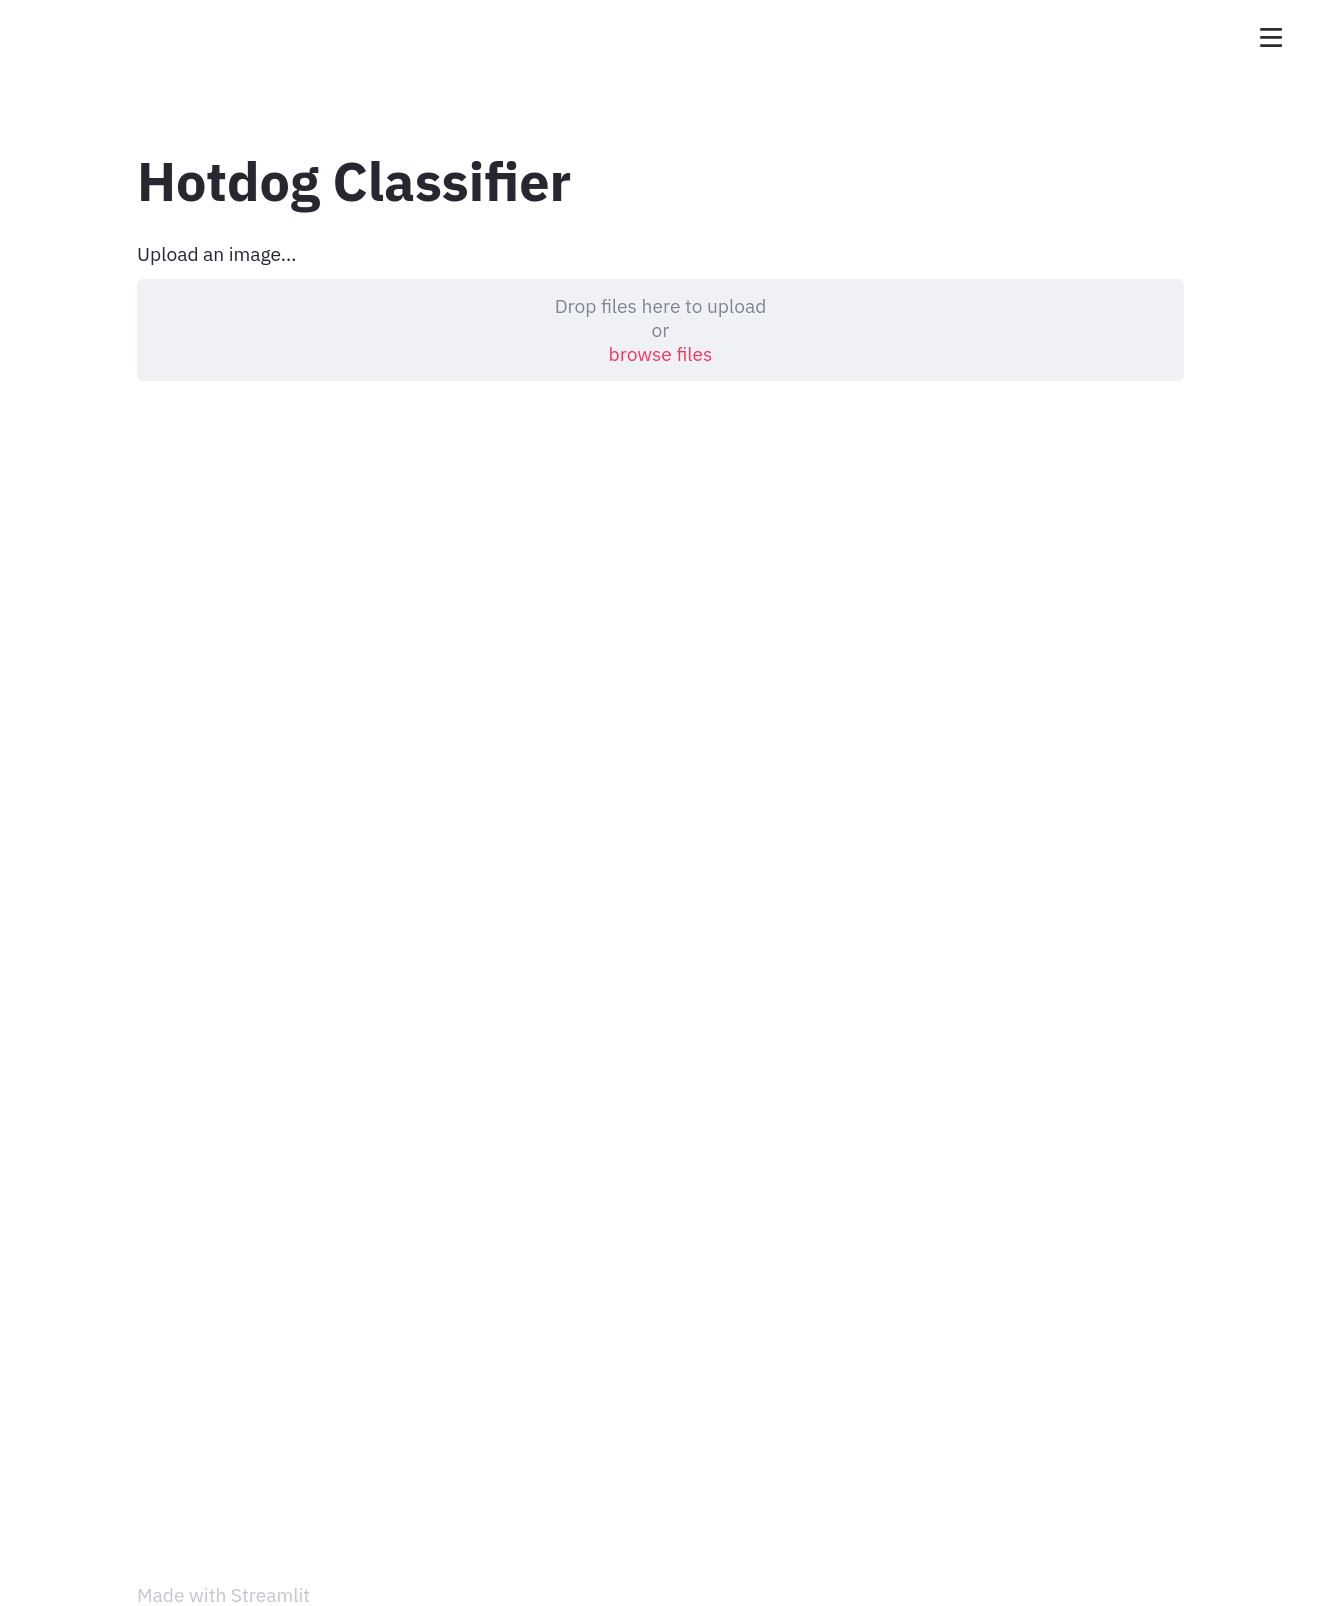 Hotdog Classifier
Upload an image...
Drop files here to upload
or
browse files
Made with Streamlit